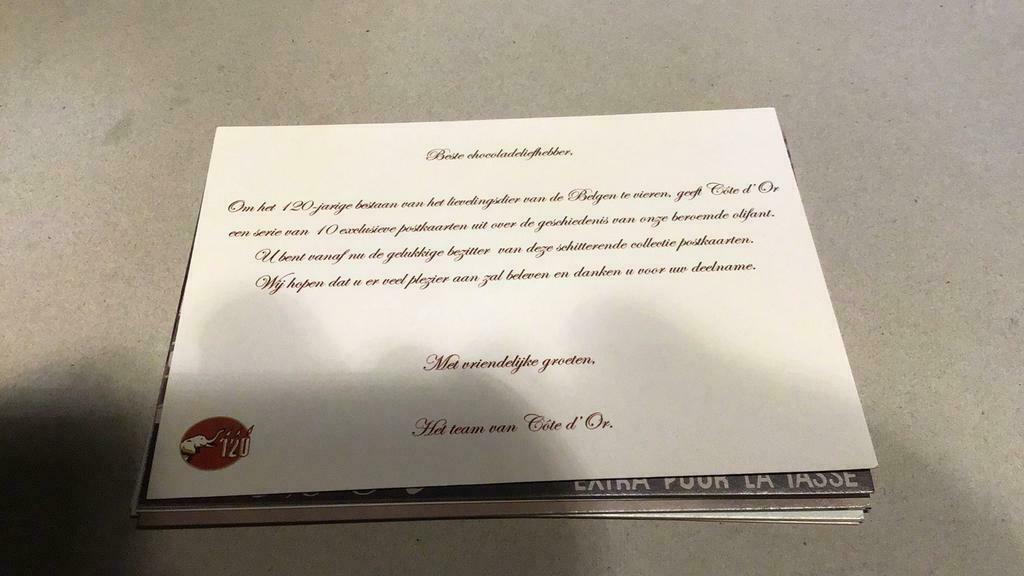 Beste chocoladeliefhebber,
Om het 120-jarige bestaan van het lievelingsdier van de Belgen te vieren, geeft Côte d'Or
een serie van 10 exclusieve postkaarten uit over de geschiedenis van onze beroemde olifant.
U bent vanaf nu de gelukkige bezitter van deze schitterende collectie postkaarten.
Wij hopen dat u er veel plezier aan zal beleven en danken u voor uw deelname.
Met vriendelijke groeten,
Het team van Côte d'Or.
120
EXTRA POUR LA TASSE